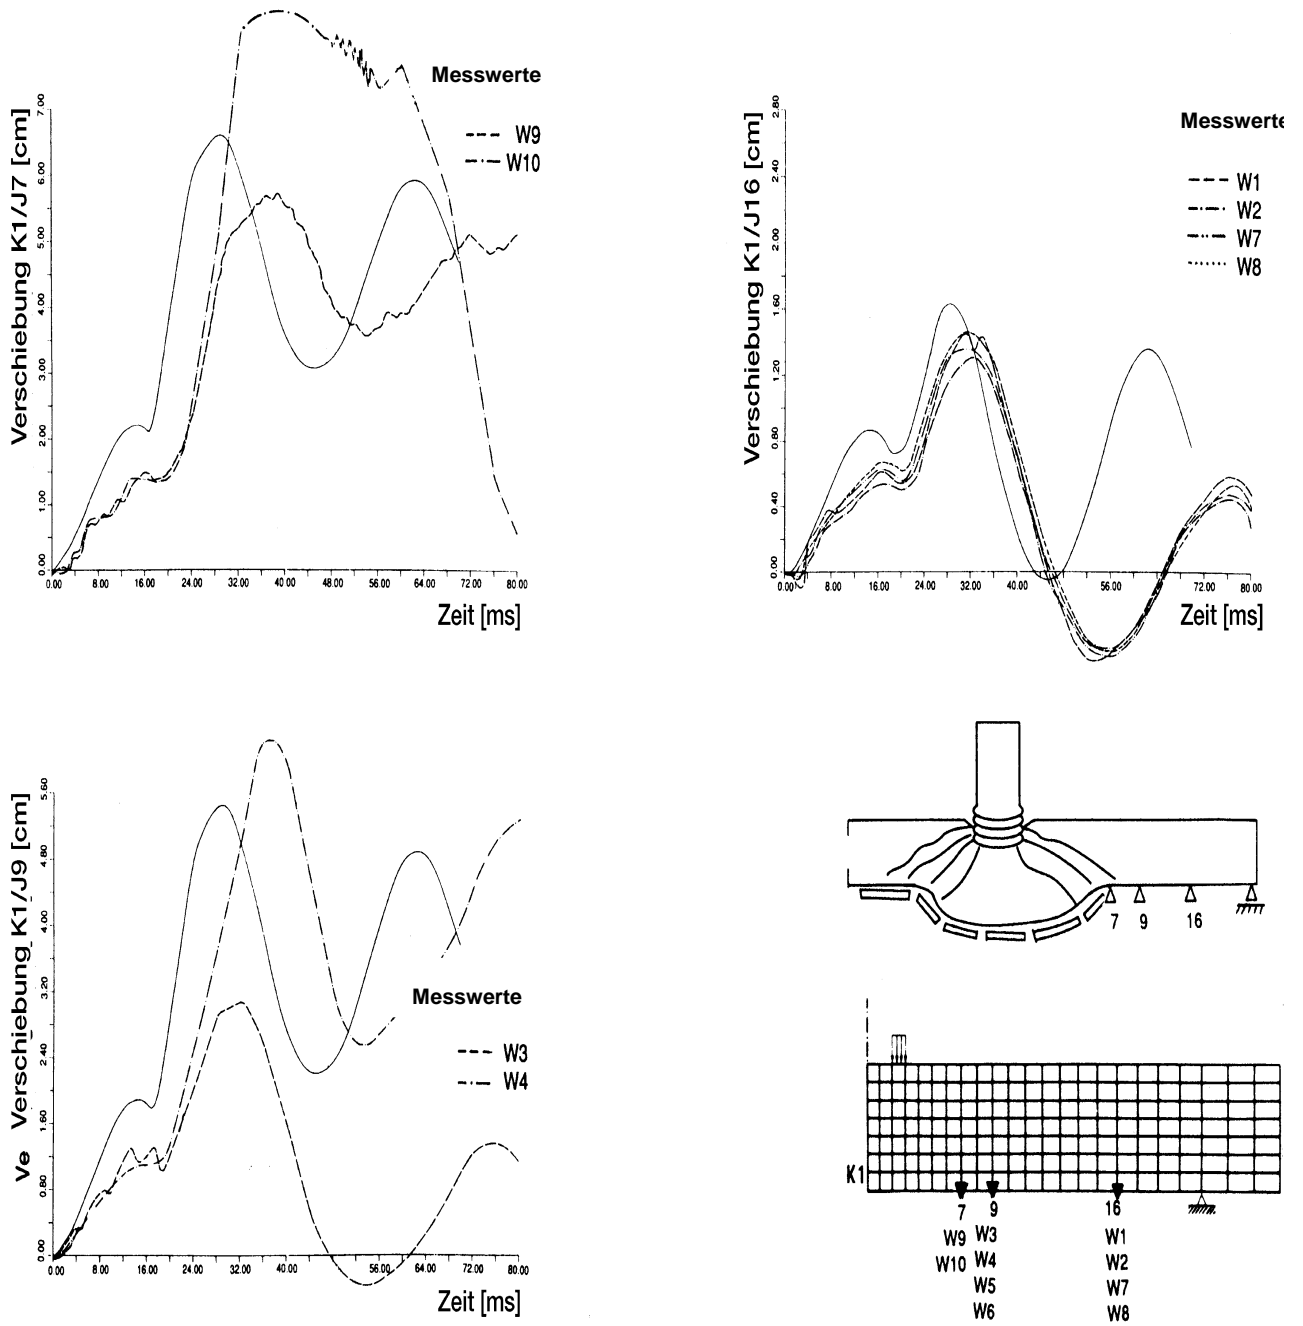 Messwerte
W9
W10
Verschiebung K1/J7 [cm]
7.00
6.00
5.00
4.00
3.00
2.00
1.00
0.00
0.00 8.00 16.00 24.00 32.00 40.00 48.00 56.00 64.00 72.00 80.00
Zeit [ms]
Messwerte
W1
W2
W7
W8
Verschiebung K1/J16 [cm]
2.80
2.40
2.00
1.60
1.20
0.80
0.40
0.00
0.00 8.00 16.00 24.00 32.00 40.00 56.00 72.00 80.00
Zeit [ms]
Ve Verschiebung K1/J9 [cm]
5.60
4.80
4.00
3.20
2.40
1.60
0.80
0.00
Messwerte
W3
W4
0.00 8.00 16.00 24.00 32.00 40.00 48.00 56.00 64.00 72.00 80.00
Zeit [ms]
7 9 16
K1
7 9 16
W9 W3 W1
W10 W4 W2
W5 W7
W6 W8